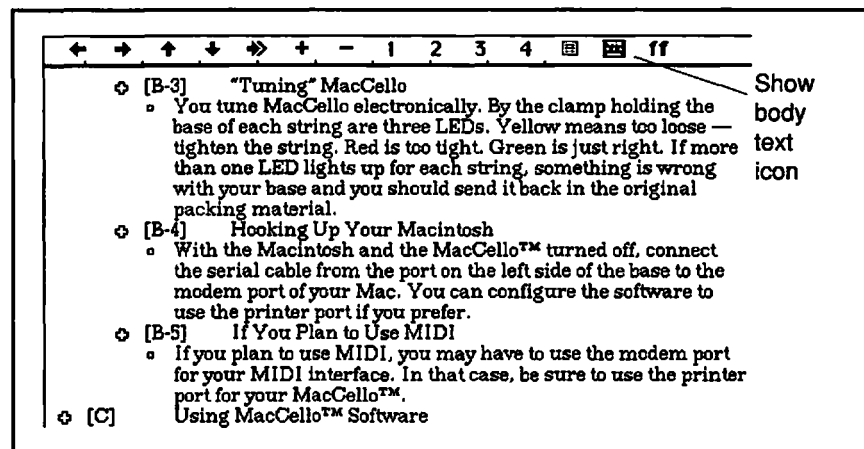 ← → ↑ ↓ + − 1 2 3 4 ff
Show
body
text
icon
[B-3] "Tuning" MacCello
You tune MacCello electronically. By the clamp holding the
base of each string are three LEDs. Yellow means too loose —
tighten the string. Red is too tight. Green is just right. If more
than one LED lights up for each string, something is wrong
with your base and you should send it back in the original
packing material.
[B-4] Hooking Up Your Macintosh
With the Macintosh and the MacCello™ turned off, connect
the serial cable from the port on the left side of the base to the
modem port of your Mac. You can configure the software to
use the printer port if you prefer.
[B-5] If You Plan to Use MIDI
If you plan to use MIDI, you may have to use the modem port
for your MIDI interface. In that case, be sure to use the printer
port for your MacCello™.
[C] Using MacCello™ Software